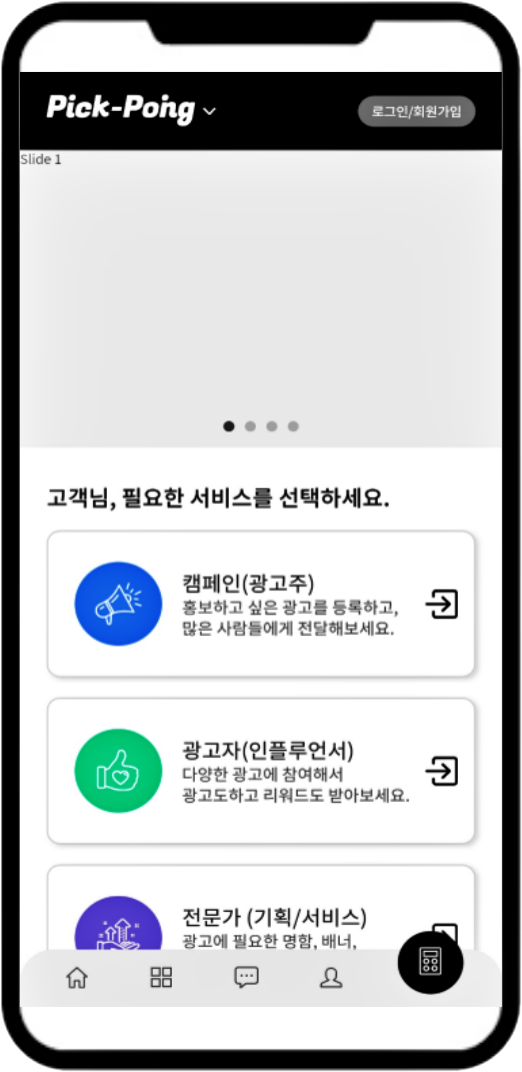 Pick-Pong
로그인/회원가입
Slide 1
고객님, 필요한 서비스를 선택하세요.
캠페인(광고주)
홍보하고 싶은 광고를 등록하고,
많은 사람들에게 전달해보세요.
광고자(인플루언서)
다양한 광고에 참여해서
광고도하고 리워드도 받아보세요.
전문가 (기획/서비스)
광고에 필요한 명함, 배너,